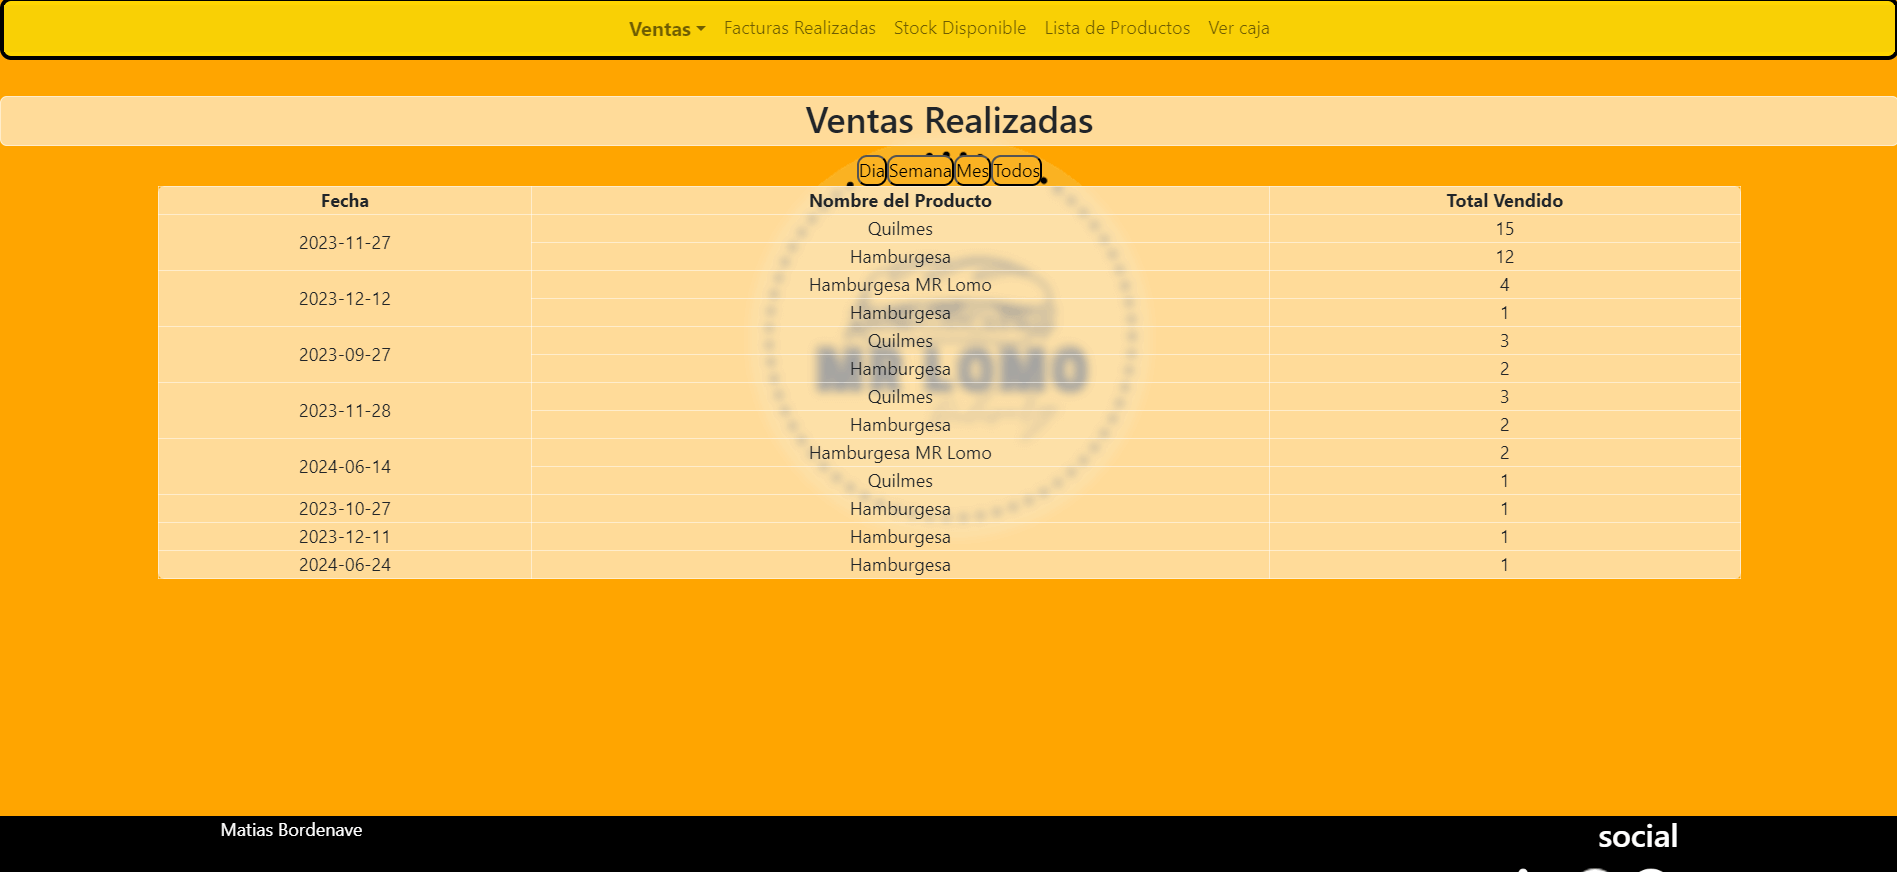 Ventas Facturas Realizadas Stock Disponible Lista de Productos Ver caja
Ventas Realizadas
Dia Semana Mes Todos
Fecha Nombre del Producto Total Vendido
2023-11-27 Quilmes 15
Hamburgesa 12
2023-12-12 Hamburgesa MR Lomo 4
Hamburgesa 1
2023-09-27 Quilmes 3
Hamburgesa 2
MR LOMO
2023-11-28 Quilmes 3
Hamburgesa 2
2024-06-14 Hamburgesa MR Lomo 2
Quilmes 1
2023-10-27 Hamburgesa 1
2023-12-11 Hamburgesa 1
2024-06-24 Hamburgesa 1
Matias Bordenave social